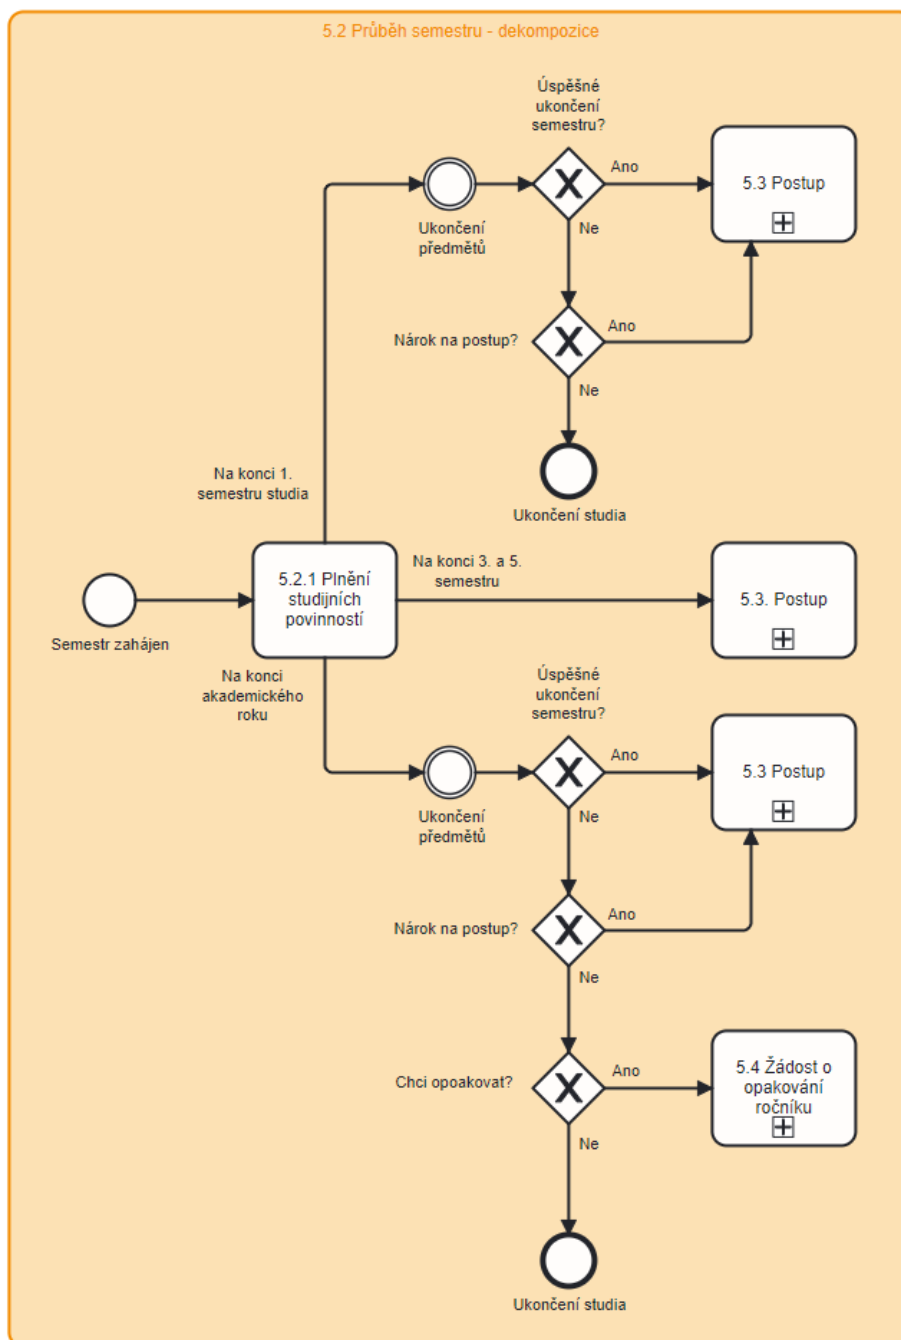 5.2 Průběh semestru - dekompozice
Úspěšné
ukončení
semestru?
Ano
5.3 Postup
Ukončení
předmětů
Ne
Nárok na postup?
Ano
Ne
Ukončení studia
Na konci 1.
semestru studia
Semestr zahájen
5.2.1 Plnění
studijních
povinností
Na konci 3. a 5.
semestru
5.3. Postup
Na konci
akademického
roku
Úspěšné
ukončení
semestru?
Ano
5.3 Postup
Ukončení
předmětů
Ne
Nárok na postup?
Ano
Ne
Chci opoakovat?
Ano
5.4 Žádost o
opakování
ročníku
Ne
Ukončení studia